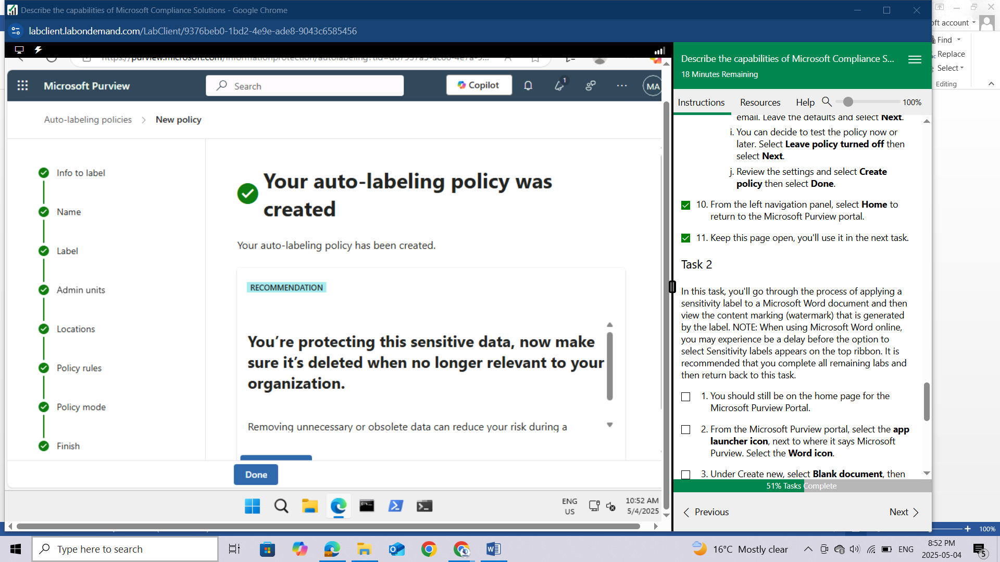 Describe the capabilities of Microsoft Compliance Solutions - Google Chrome
labclient.labondemand.com/LabClient/9376beb0-1bd2-4e9e-ade8-9043c6585456
Microsoft Purview
Search
Copilot
1
MA
Auto-labeling policies
New policy
Info to label
Name
Label
Admin units
Locations
Policy rules
Policy mode
Finish
Your auto-labeling policy was
created
Your auto-labeling policy has been created.
RECOMMENDATION
You're protecting this sensitive data, now make
sure it's deleted when no longer relevant to your
organization.
Removing unnecessary or obsolete data can reduce your risk during a
Done
ENG
US
10:52 AM
5/4/2025
Describe the capabilities of Microsoft Compliance S...
18 Minutes Remaining
Instructions
Resources
Help
100%
email. Leave the defaults and select Next.
i. You can decide to test the policy now or
later. Select Leave policy turned off then
select Next.
j. Review the settings and select Create
policy then select Done.
10. From the left navigation panel, select Home to
return to the Microsoft Purview portal.
11. Keep this page open, you'll use it in the next task.
Task 2
In this task, you'll go through the process of applying a
sensitivity label to a Microsoft Word document and then
view the content marking (watermark) that is generated
by the label. NOTE: When using Microsoft Word online,
you may experience be a delay before the option to
select Sensitivity labels appears on the top ribbon. It is
recommended that you complete all remaining labs and
then return back to this task.
1. You should still be on the home page for the
Microsoft Purview Portal.
2. From the Microsoft Purview portal, select the app
launcher icon, next to where it says Microsoft
Purview. Select the Word icon.
3. Under Create new, select Blank document, then
51% Tasks Complete
Previous
Next
oft account
Find
Replace
Select
Editing
100%
Type here to search
16°C Mostly clear
ENG
8:52 PM
2025-05-04
5